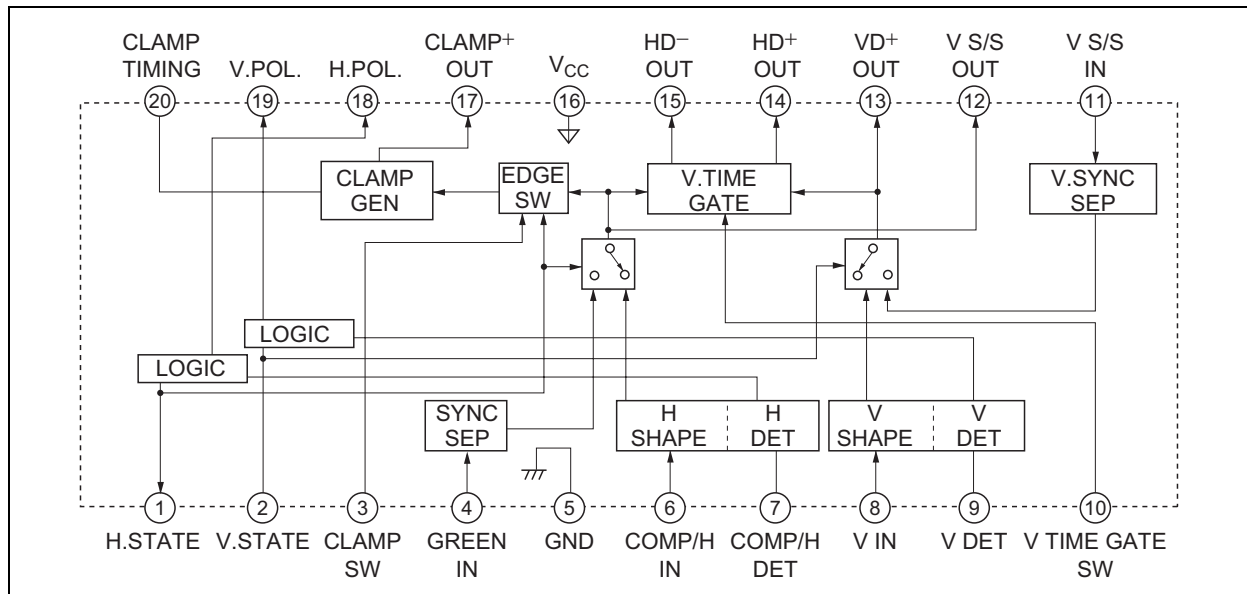 CLAMP TIMING
V.POL.
H.POL.
CLAMP+ OUT
VCC
HD− OUT
HD+ OUT
VD+ OUT
V S/S OUT
V S/S IN
20
19
18
17
16
15
14
13
12
11
CLAMP GEN
EDGE SW
V.TIME GATE
V.SYNC SEP
LOGIC
LOGIC
SYNC SEP
H SHAPE
H DET
V SHAPE
V DET
1
2
3
4
5
6
7
8
9
10
H.STATE
V.STATE
CLAMP SW
GREEN IN
GND
COMP/H IN
COMP/H DET
V IN
V DET
V TIME GATE SW